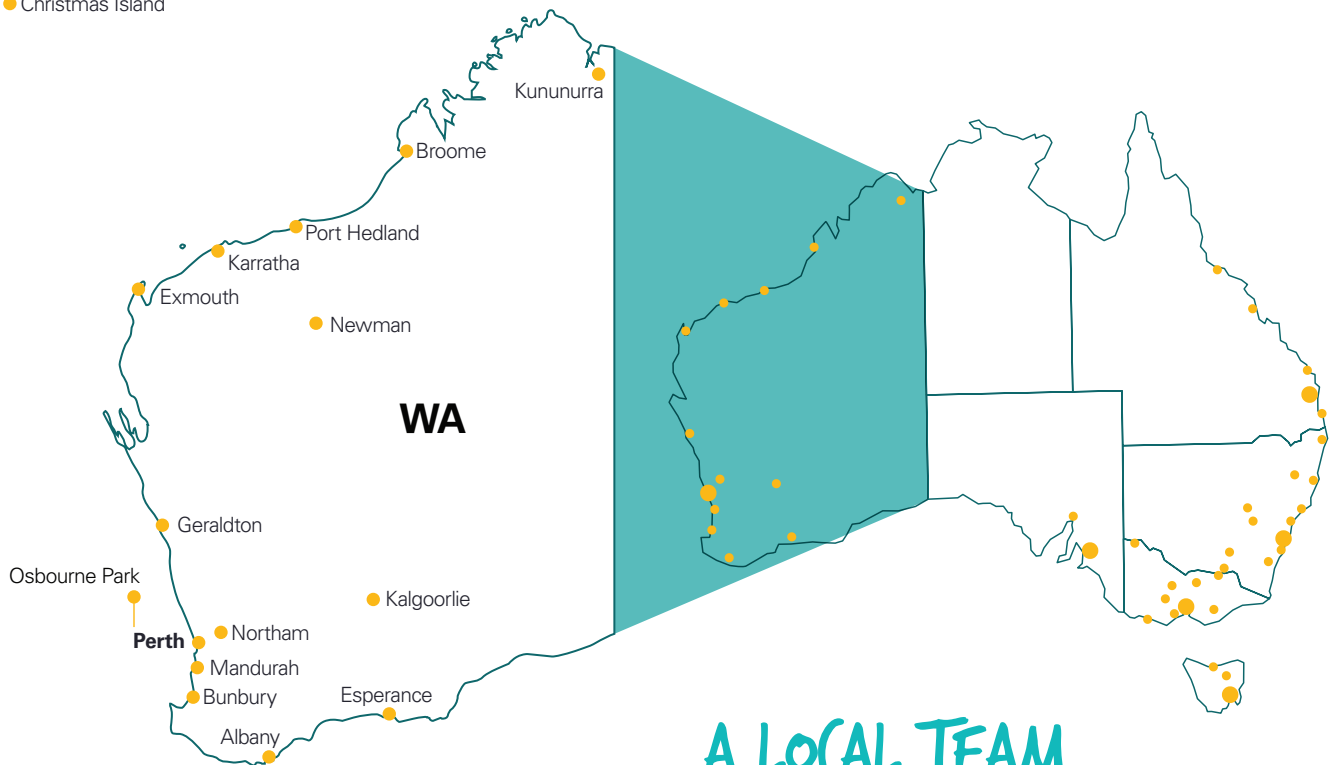 Christmas Island
Kununurra
Broome
Port Hedland
Karratha
Exmouth
Newman
WA
Geraldton
Osbourne Park
Kalgoorlie
Northam
Perth
Mandurah
Bunbury
Esperance
Albany
A LOCAL TEAM